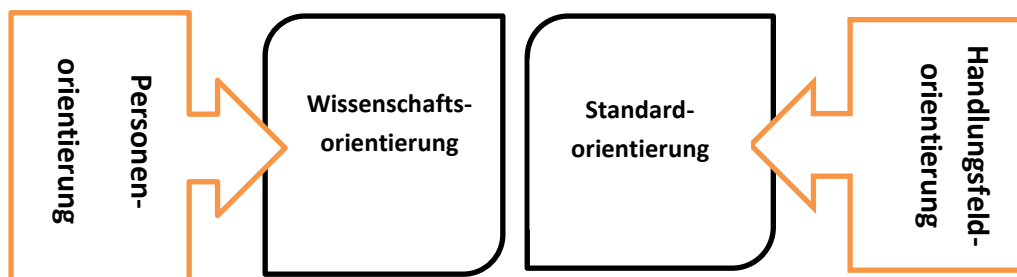 Personen-
orientierung
Wissenschafts-
orientierung
Standard-
orientierung
Handlungsfeld-
orientierung